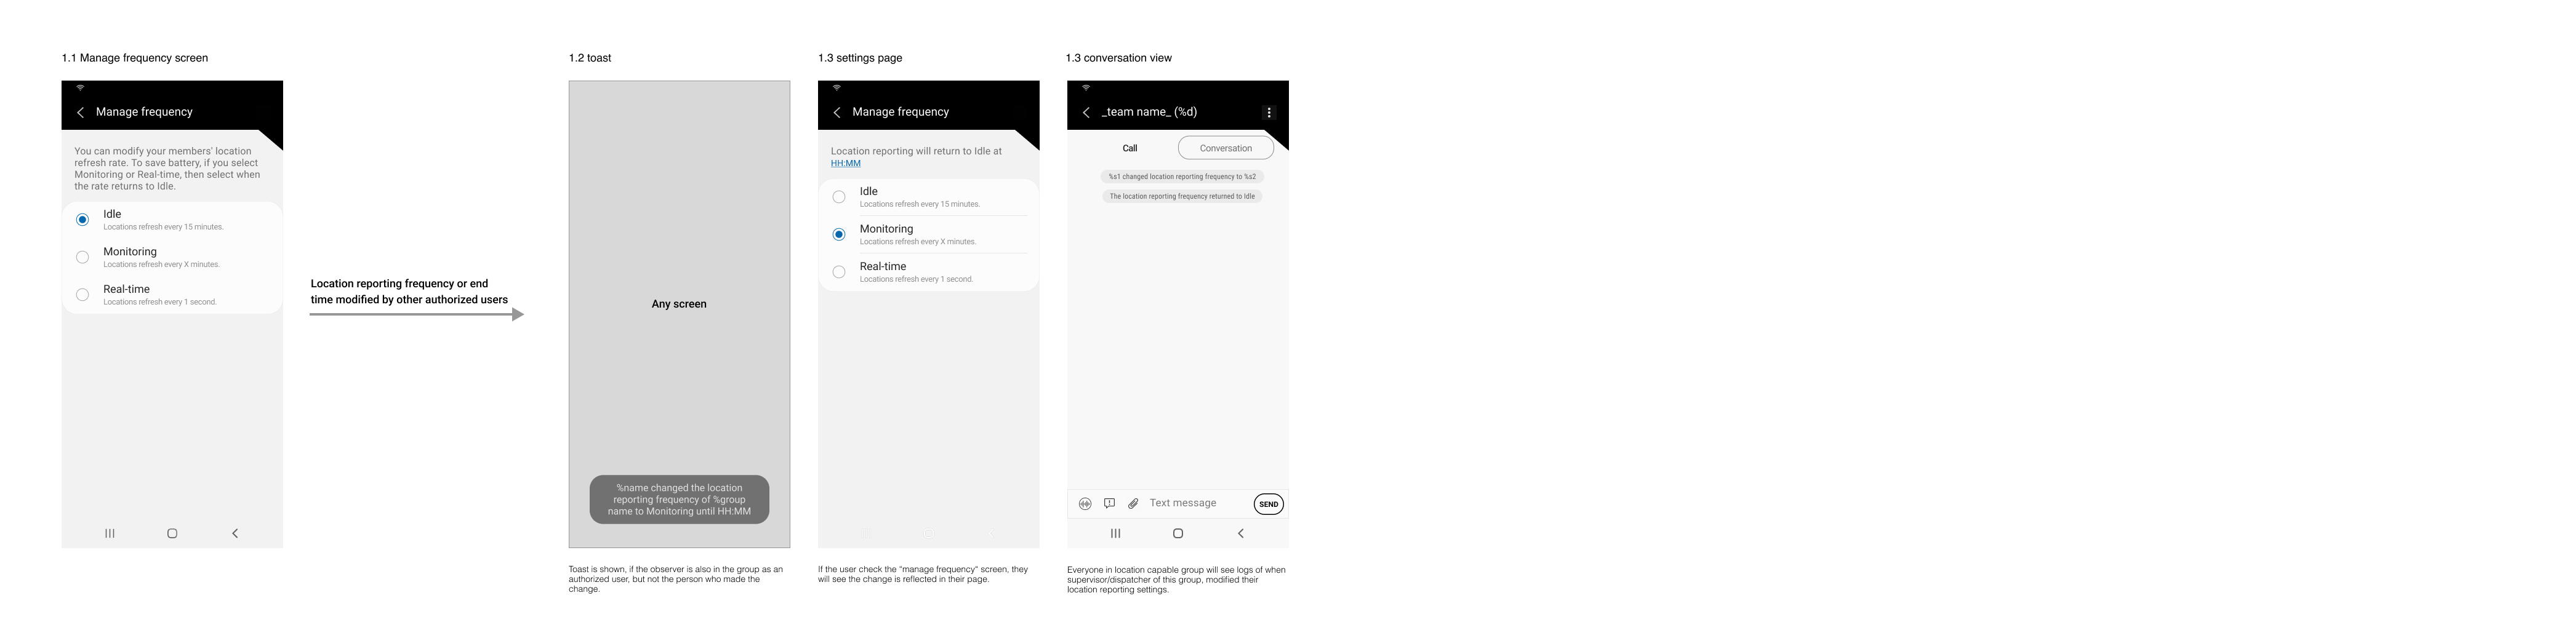 1.1 Manage frequency screen
Manage frequency
You can modify your members' location
refresh rate. To save battery, if you select
Monitoring or Real-time, then select when
the rate returns to Idle.
Idle
Locations refresh every 15 minutes.
Monitoring
Locations refresh every X minutes.
Real-time
Locations refresh every 1 second.
Location reporting frequency or end
time modified by other authorized users
1.2 toast
Any screen
%name changed the location
reporting frequency of %group
name to Monitoring until HH:MM
Toast is shown, if the observer is also in the group as an
authorized user, but not the person who made the
change.
1.3 settings page
Manage frequency
Location reporting will return to Idle at
HH:MM
Idle
Locations refresh every 15 minutes.
Monitoring
Locations refresh every X minutes.
Real-time
Locations refresh every 1 second.
If the user check the “manage frequency” screen, they
will see the change is reflected in their page.
1.3 conversation view
_team name_ (%d)
Call
Conversation
%s1 changed location reporting frequency to %s2
The location reporting frequency returned to Idle
Text message
SEND
Everyone in location capable group will see logs of when
supervisor/dispatcher of this group, modified their
location reporting settings.